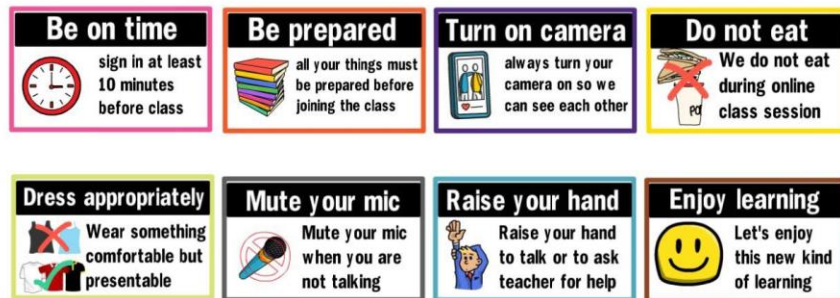 Be on time
sign in at least
10 minutes
before class
Be prepared
all your things must
be prepared before
joining the class
Turn on camera
always turn your
camera on so we
can see each other
Do not eat
We do not eat
during online
class session
Dress appropriately
Wear something
comfortable but
presentable
Mute your mic
Mute your mic
when you are
not talking
Raise your hand
Raise your hand
to talk or to ask
teacher for help
Enjoy learning
Let's enjoy
this new kind
of learning